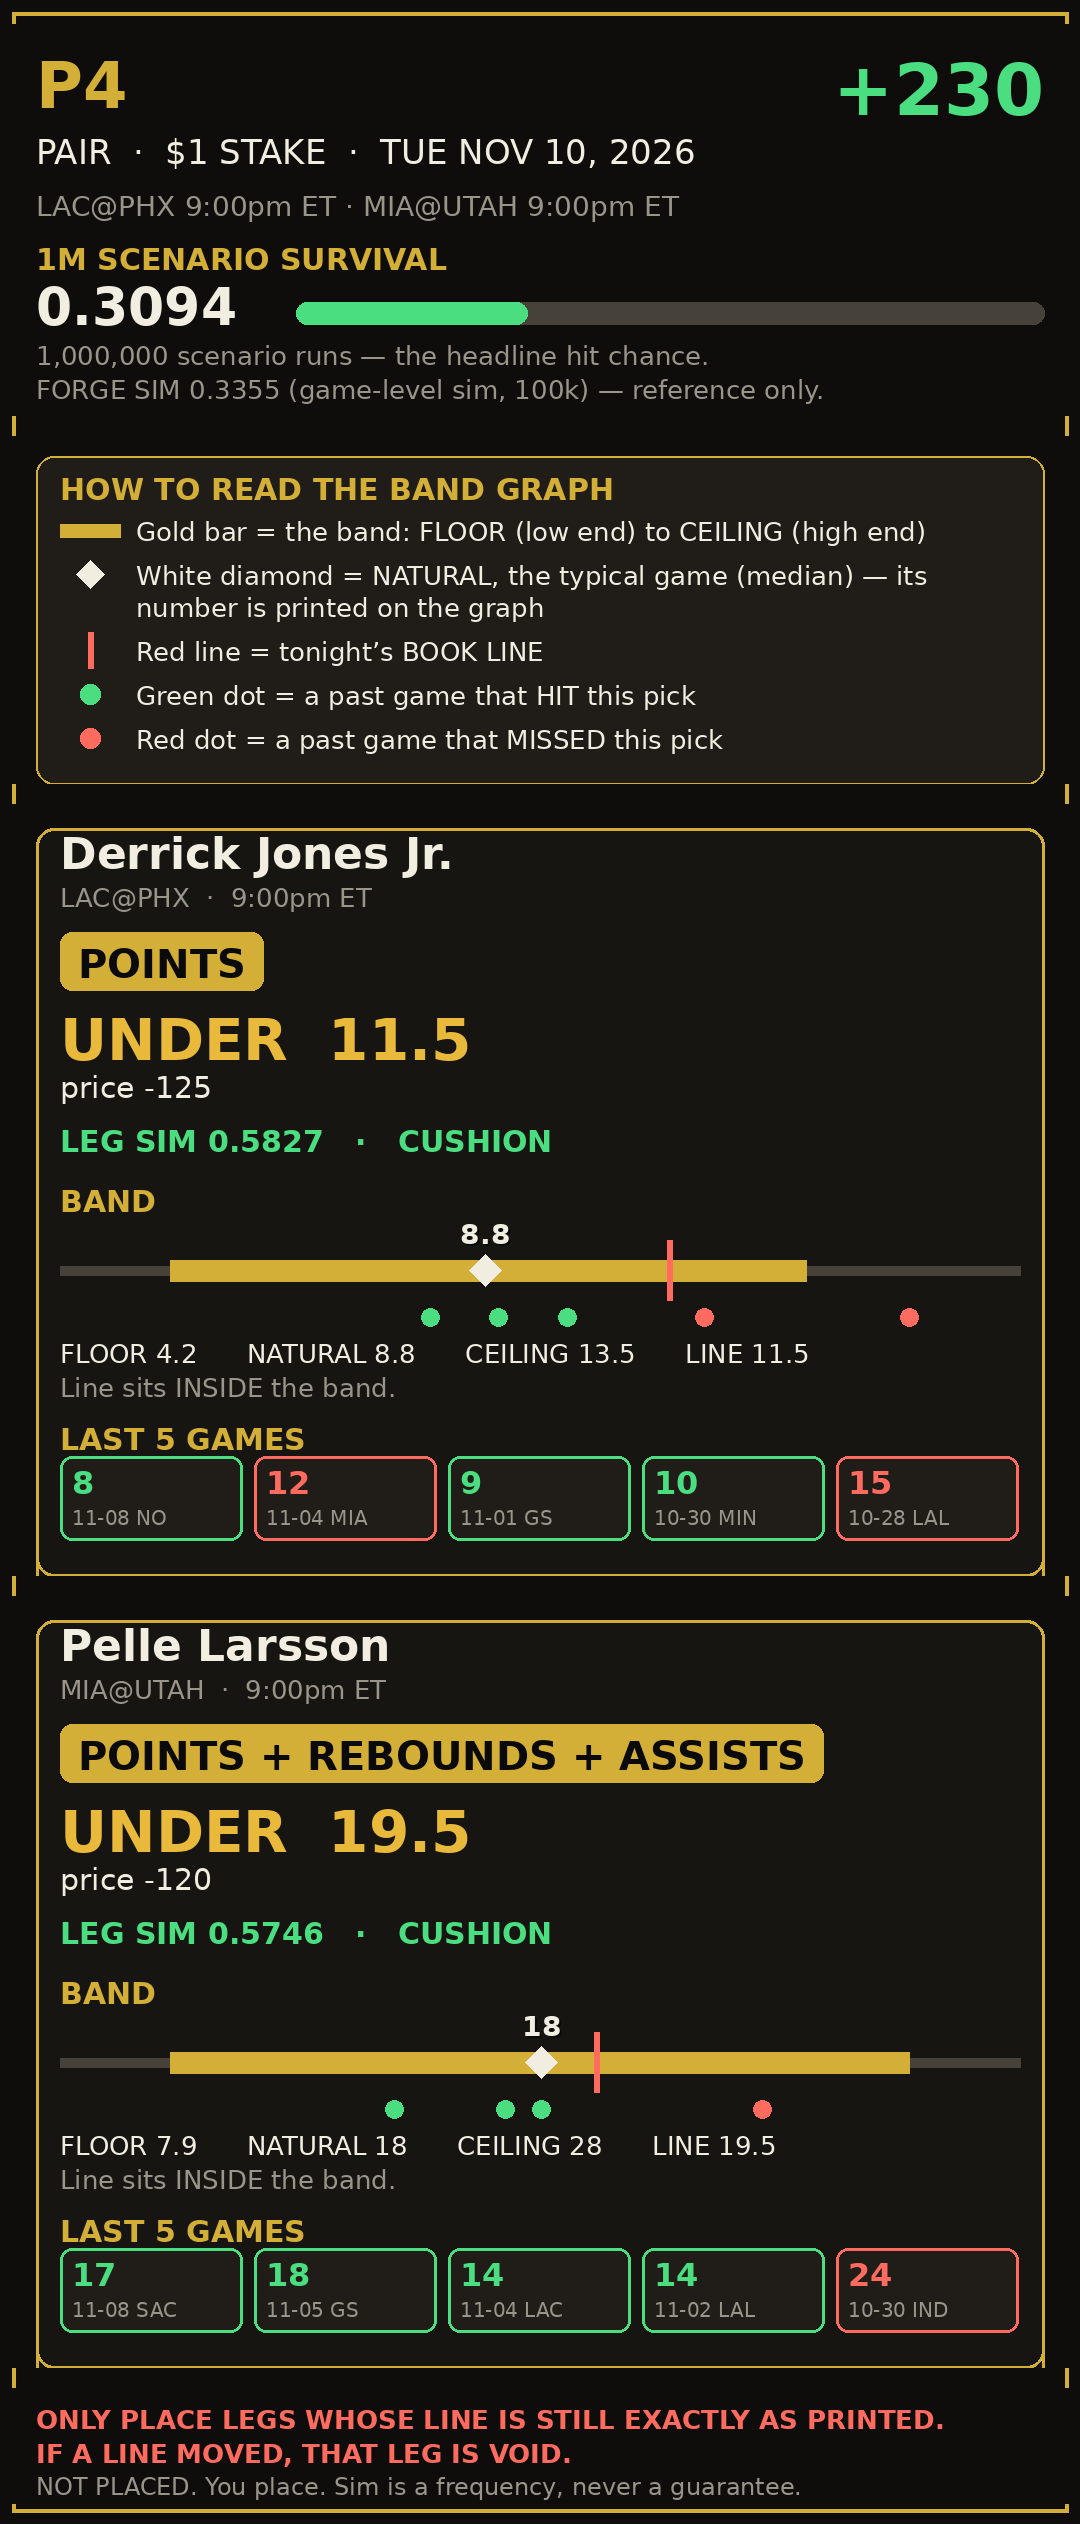 P4
+230
PAIR · $1 STAKE · TUE NOV 10, 2026
LAC@PHX 9:00pm ET · MIA@UTAH 9:00pm ET
1M SCENARIO SURVIVAL
0.3094
1,000,000 scenario runs — the headline hit chance.
FORGE SIM 0.3355 (game-level sim, 100k) — reference only.
HOW TO READ THE BAND GRAPH
Gold bar = the band: FLOOR (low end) to CEILING (high end)
White diamond = NATURAL, the typical game (median) — its
number is printed on the graph
Red line = tonight’s BOOK LINE
Green dot = a past game that HIT this pick
Red dot = a past game that MISSED this pick
Derrick Jones Jr.
LAC@PHX · 9:00pm ET
POINTS
UNDER 11.5
price -125
LEG SIM 0.5827 · CUSHION
BAND
8.8
FLOOR 4.2 NATURAL 8.8 CEILING 13.5 LINE 11.5
Line sits INSIDE the band.
LAST 5 GAMES
8 12 9 10 15
11-08 NO 11-04 MIA 11-01 GS 10-30 MIN 10-28 LAL
Pelle Larsson
MIA@UTAH · 9:00pm ET
POINTS + REBOUNDS + ASSISTS
UNDER 19.5
price -120
LEG SIM 0.5746 · CUSHION
BAND
18
FLOOR 7.9 NATURAL 18 CEILING 28 LINE 19.5
Line sits INSIDE the band.
LAST 5 GAMES
17 18 14 14 24
11-08 SAC 11-05 GS 11-04 LAC 11-02 LAL 10-30 IND
ONLY PLACE LEGS WHOSE LINE IS STILL EXACTLY AS PRINTED.
IF A LINE MOVED, THAT LEG IS VOID.
NOT PLACED. You place. Sim is a frequency, never a guarantee.